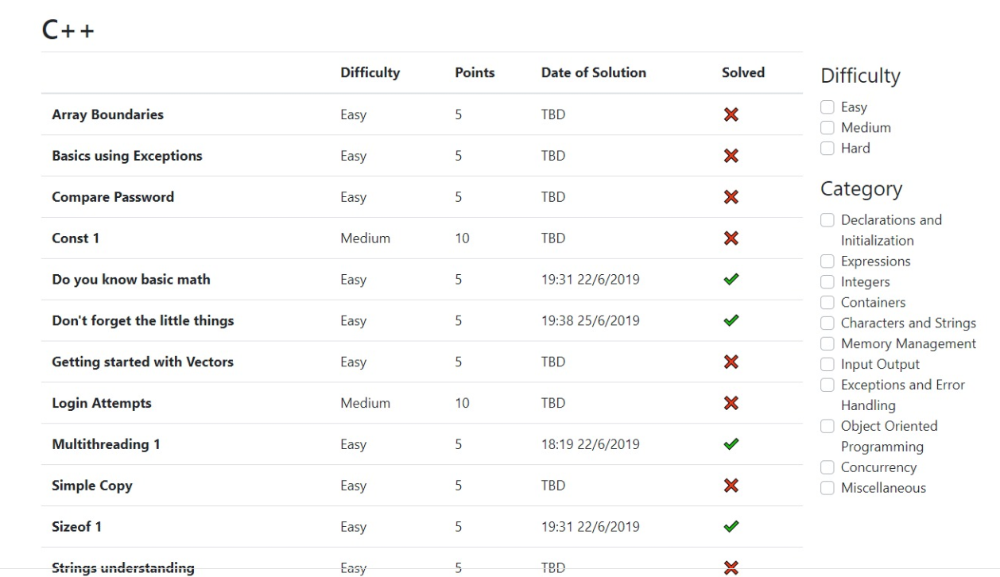 C++
Difficulty Points Date of Solution Solved
Array Boundaries Easy 5 TBD
Basics using Exceptions Easy 5 TBD
Compare Password Easy 5 TBD
Const 1 Medium 10 TBD
Do you know basic math Easy 5 19:31 22/6/2019
Don't forget the little things Easy 5 19:38 25/6/2019
Getting started with Vectors Easy 5 TBD
Login Attempts Medium 10 TBD
Multithreading 1 Easy 5 18:19 22/6/2019
Simple Copy Easy 5 TBD
Sizeof 1 Easy 5 19:31 22/6/2019
Strings understanding Easy 5 TBD
Difficulty
Easy
Medium
Hard
Category
Declarations and
Initialization
Expressions
Integers
Containers
Characters and Strings
Memory Management
Input Output
Exceptions and Error
Handling
Object Oriented
Programming
Concurrency
Miscellaneous